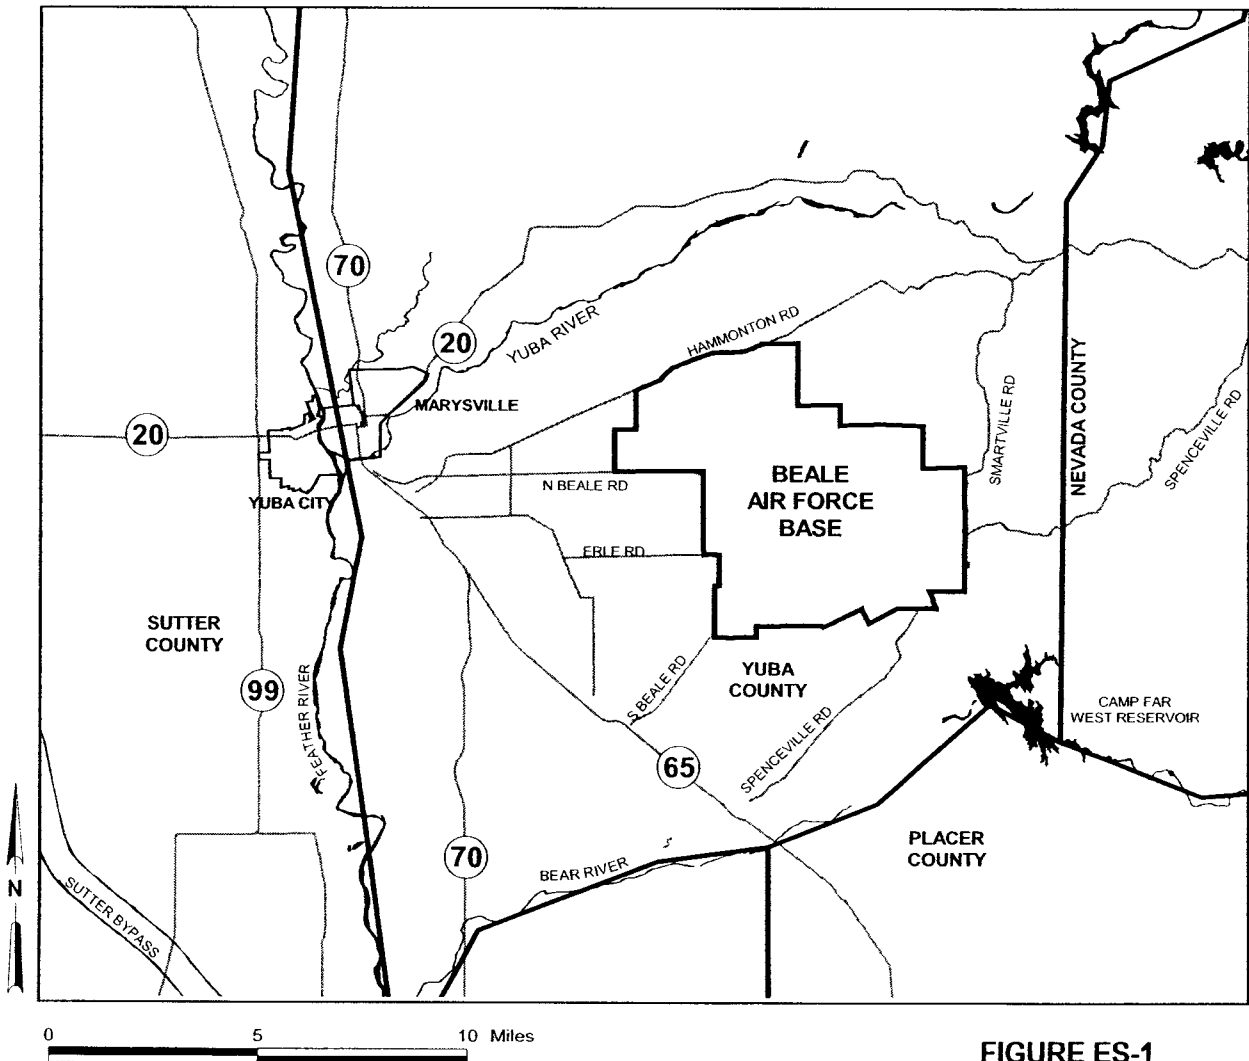 70
20
YUBA RIVER
HAMMONTON RD
MARYSVILLE
20
NEVADA COUNTY
SMARTVILLE RD
SPENCEVILLE RD
BEALE
AIR FORCE
BASE
N BEALE RD
YUBA CITY
ERLE RD
SUTTER
COUNTY
99
FEATHER RIVER
S BEALE RD
YUBA
COUNTY
CAMP FAR
WEST RESERVOIR
SPENCEVILLE RD
65
PLACER
COUNTY
70
BEAR RIVER
SUTTER BYPASS
N
0 5 10 Miles
FIGURE ES-1